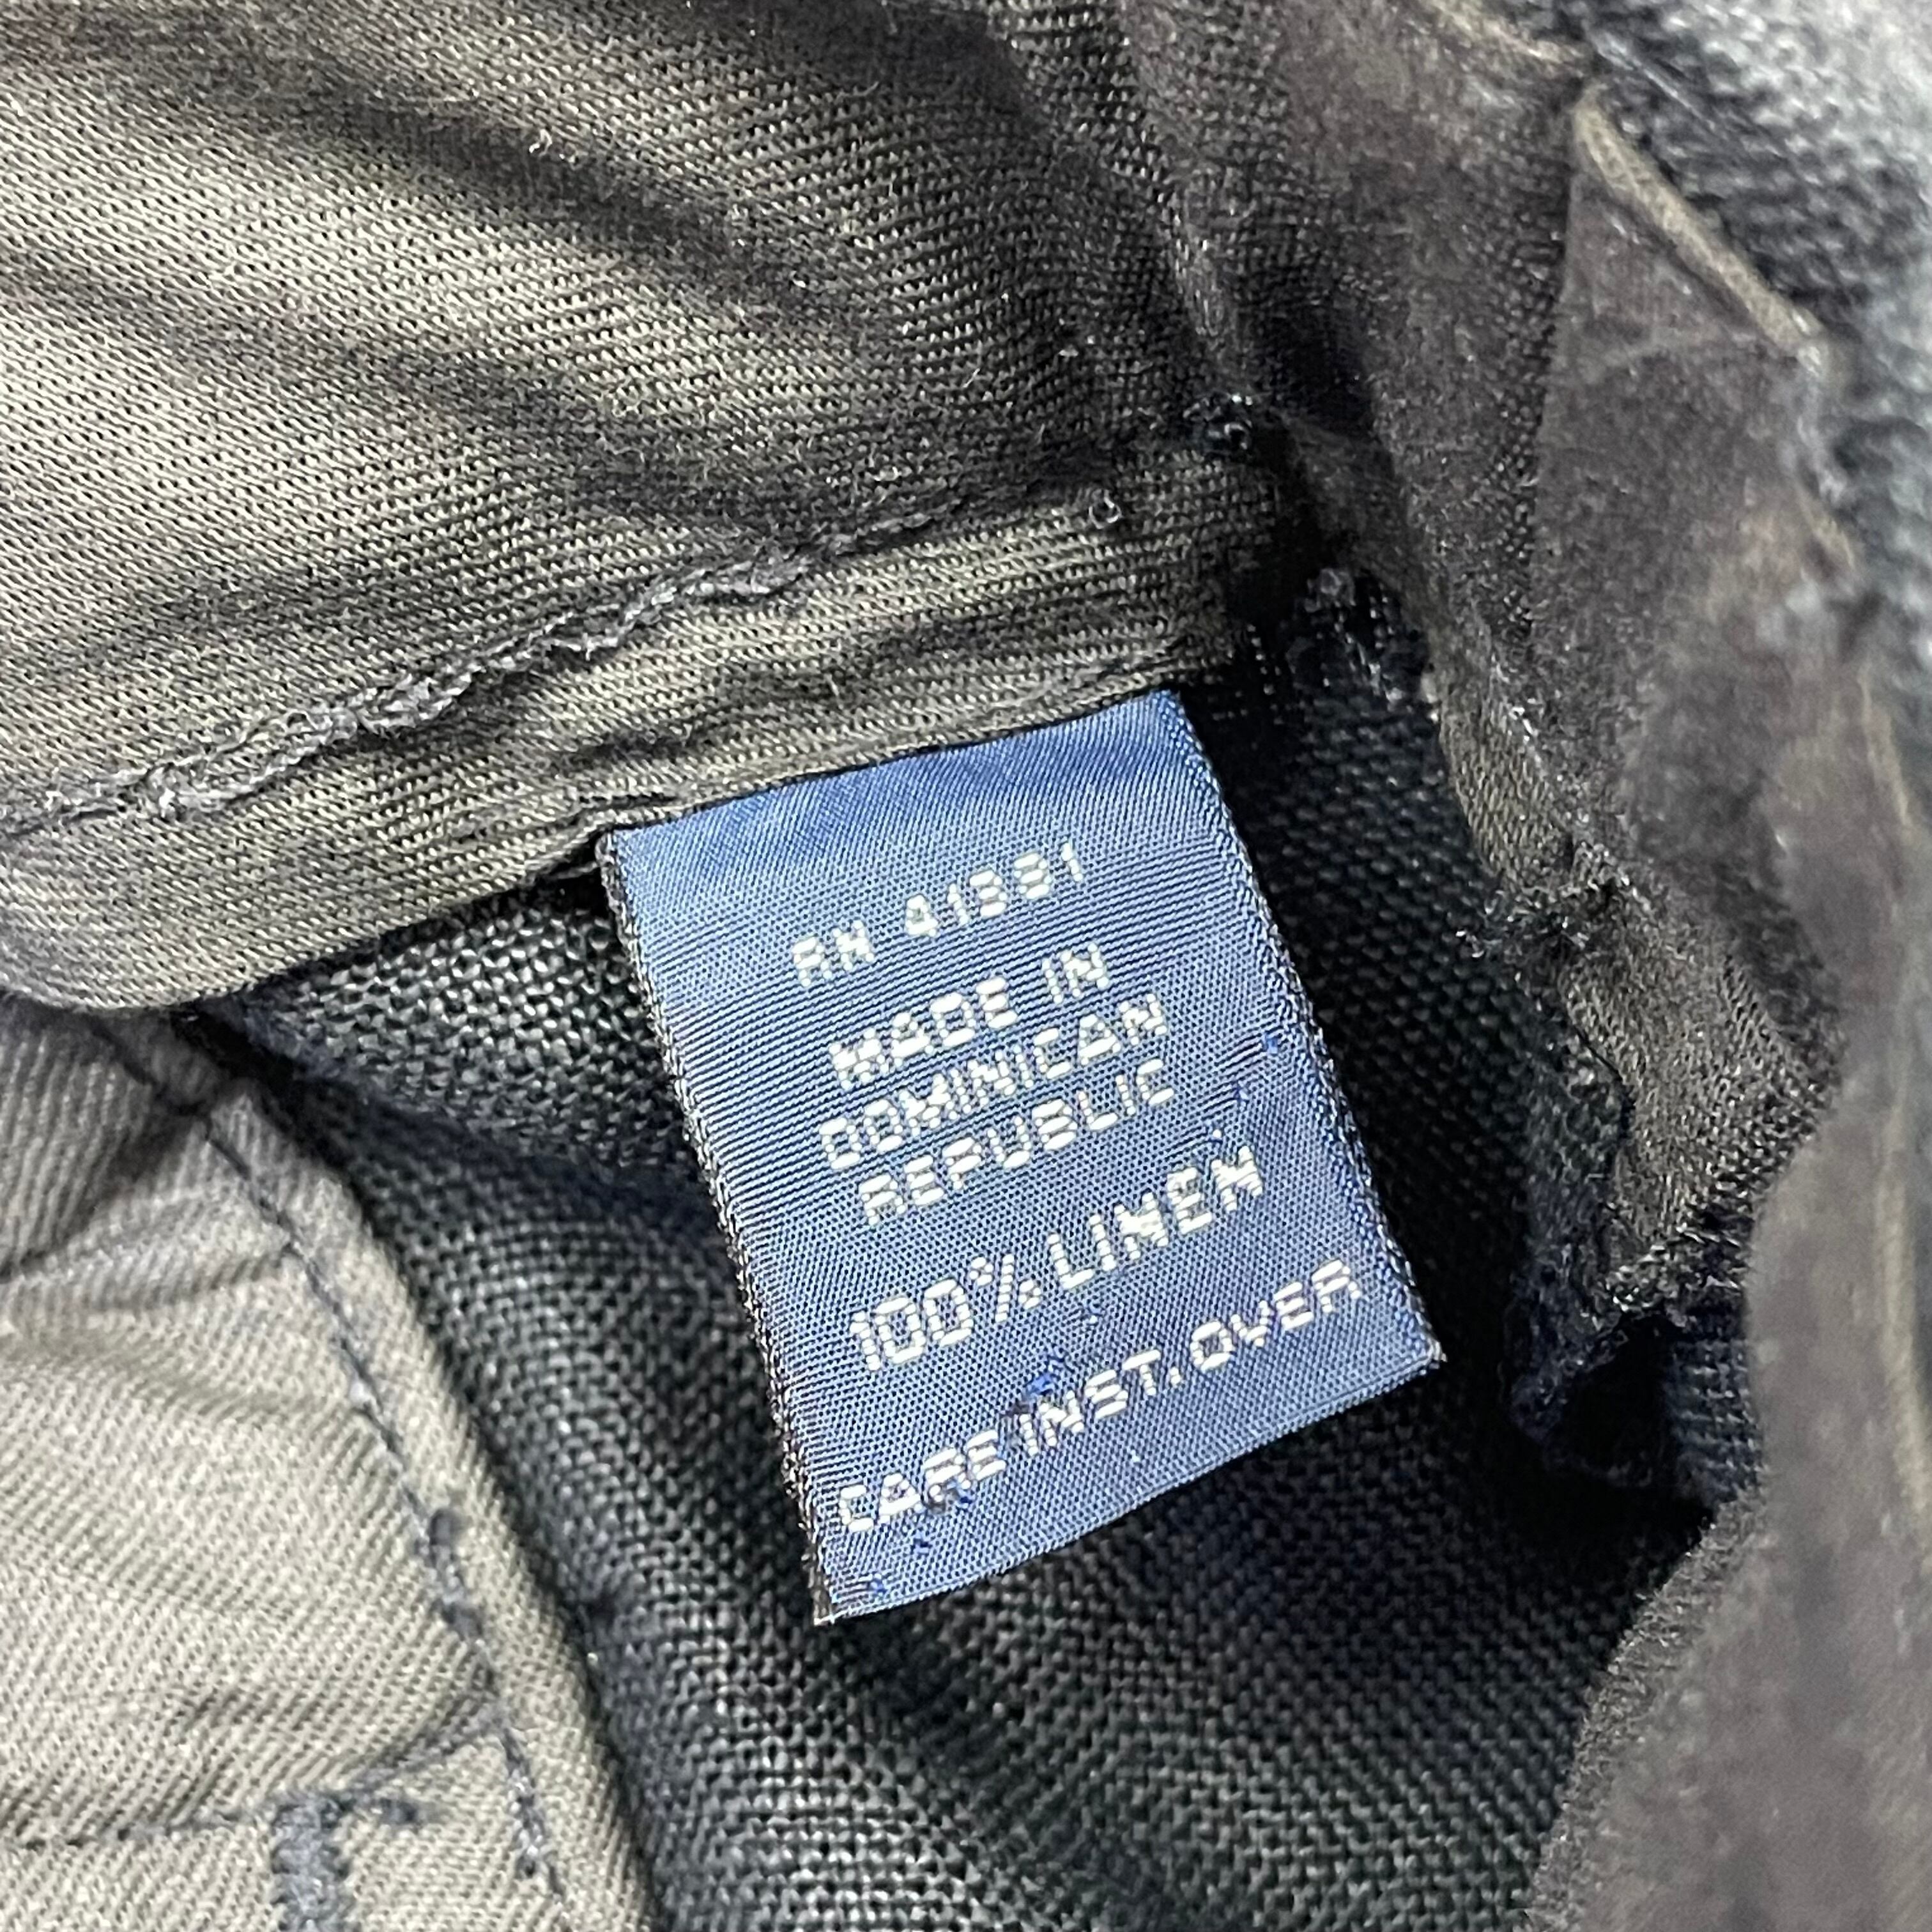 RN 41381
MADE IN
DOMINICAN
REPUBLIC
100% LINEN
CARE INST. OVER